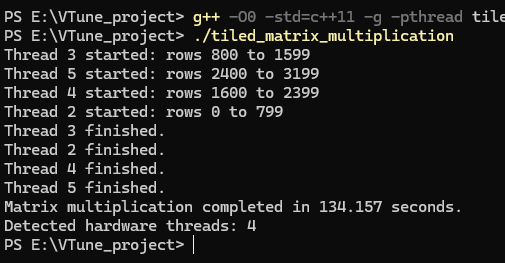 PS E:\VTune_project> g++ -O0 -std=c++11 -g -pthread tiled
PS E:\VTune_project> ./tiled_matrix_multiplication
Thread 3 started: rows 800 to 1599
Thread 5 started: rows 2400 to 3199
Thread 4 started: rows 1600 to 2399
Thread 2 started: rows 0 to 799
Thread 3 finished.
Thread 2 finished.
Thread 4 finished.
Thread 5 finished.
Matrix multiplication completed in 134.157 seconds.
Detected hardware threads: 4
PS E:\VTune_project>